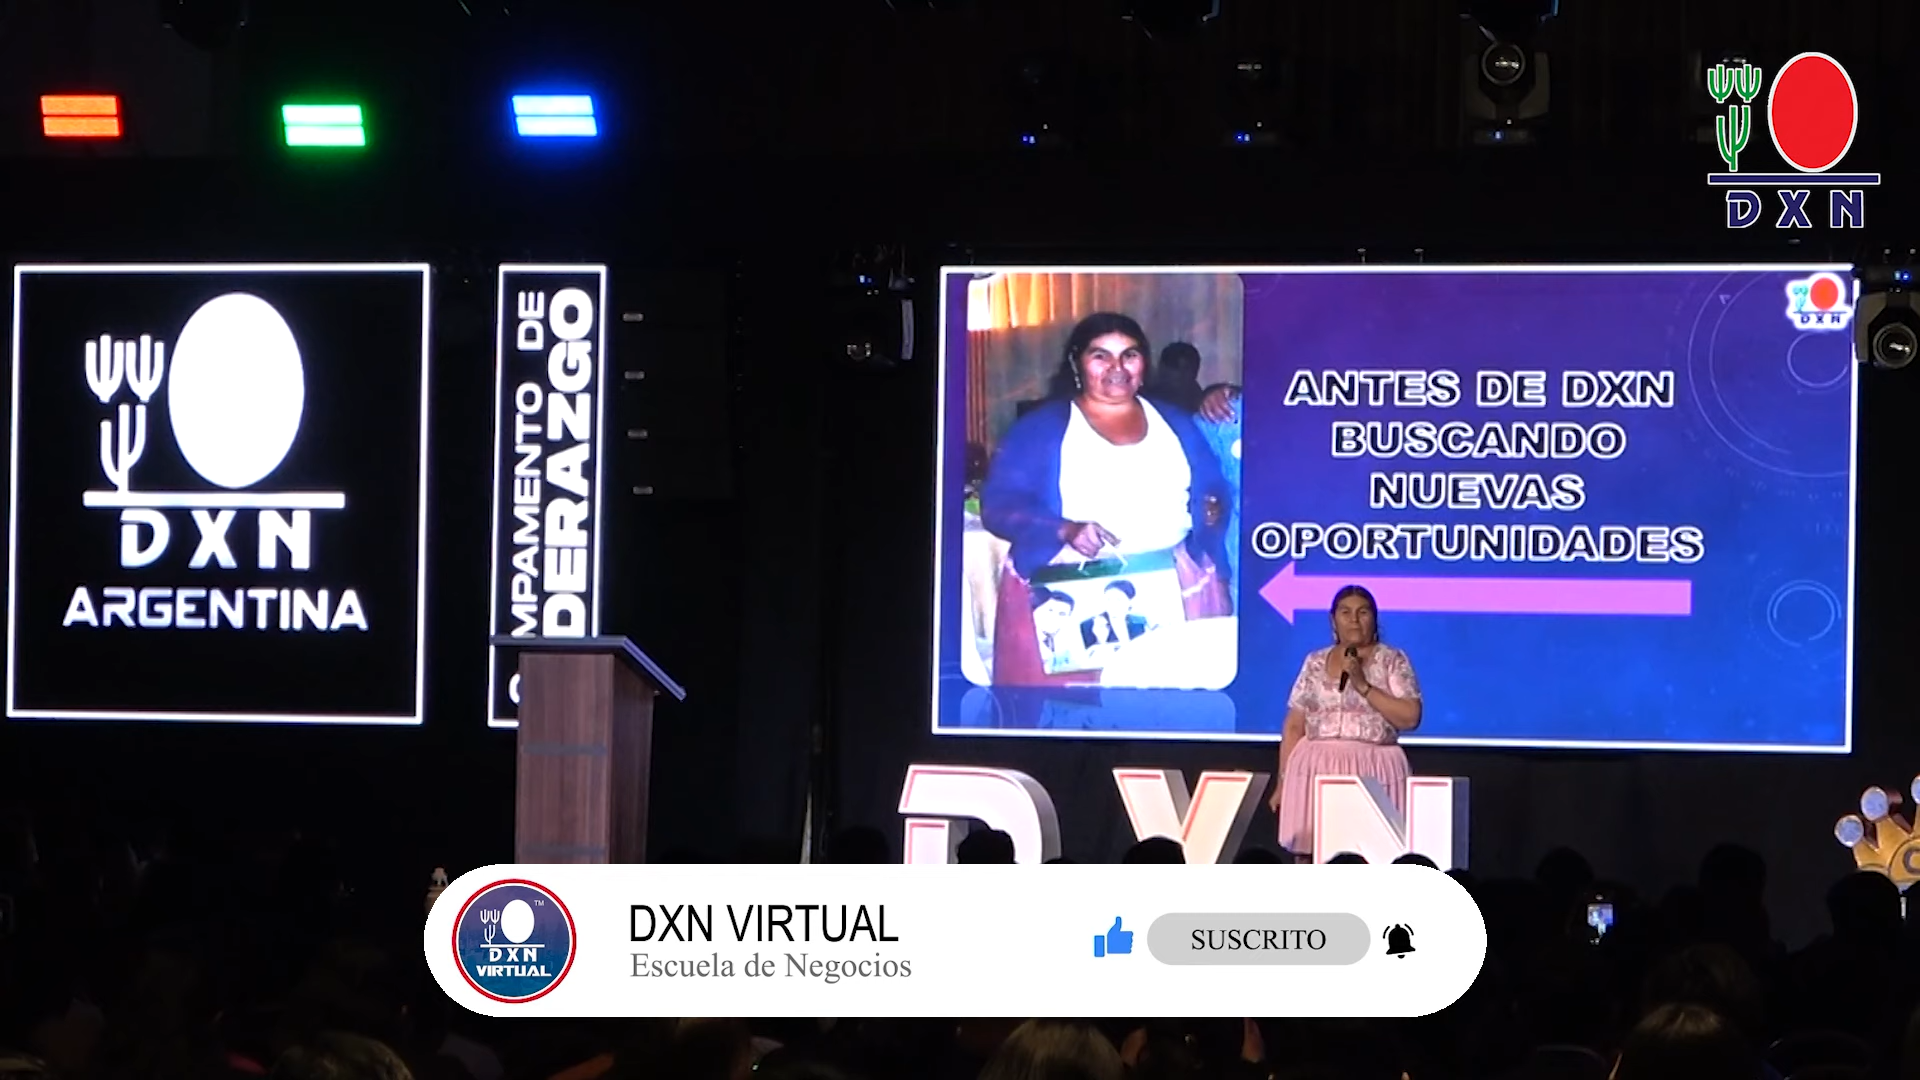 DXN
DXN
ARGENTINA
MPAMENTO DE
DERAZGO
DXN
ANTES DE DXN
BUSCANDO
NUEVAS
OPORTUNIDADES
DXN
DXN
VIRTUAL
TM
DXN VIRTUAL
Escuela de Negocios
SUSCRITO